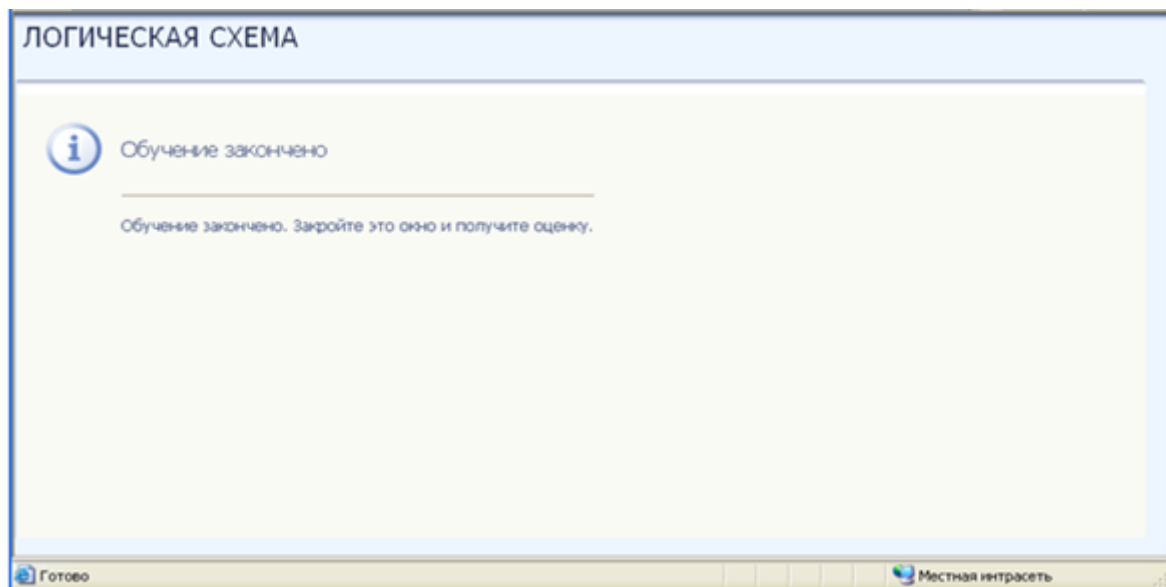 ЛОГИЧЕСКАЯ СХЕМА
Обучение закончено
Обучение закончено. Закройте это окно и получите оценку.
Готово
Местная интрасеть